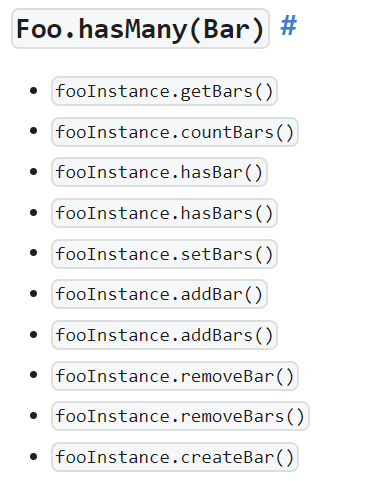 Foo.hasMany(Bar) #
fooInstance.getBars()
fooInstance.countBars()
fooInstance.hasBar()
fooInstance.hasBars()
fooInstance.setBars()
fooInstance.addBar()
fooInstance.addBars()
fooInstance.removeBar()
fooInstance.removeBars()
fooInstance.createBar()